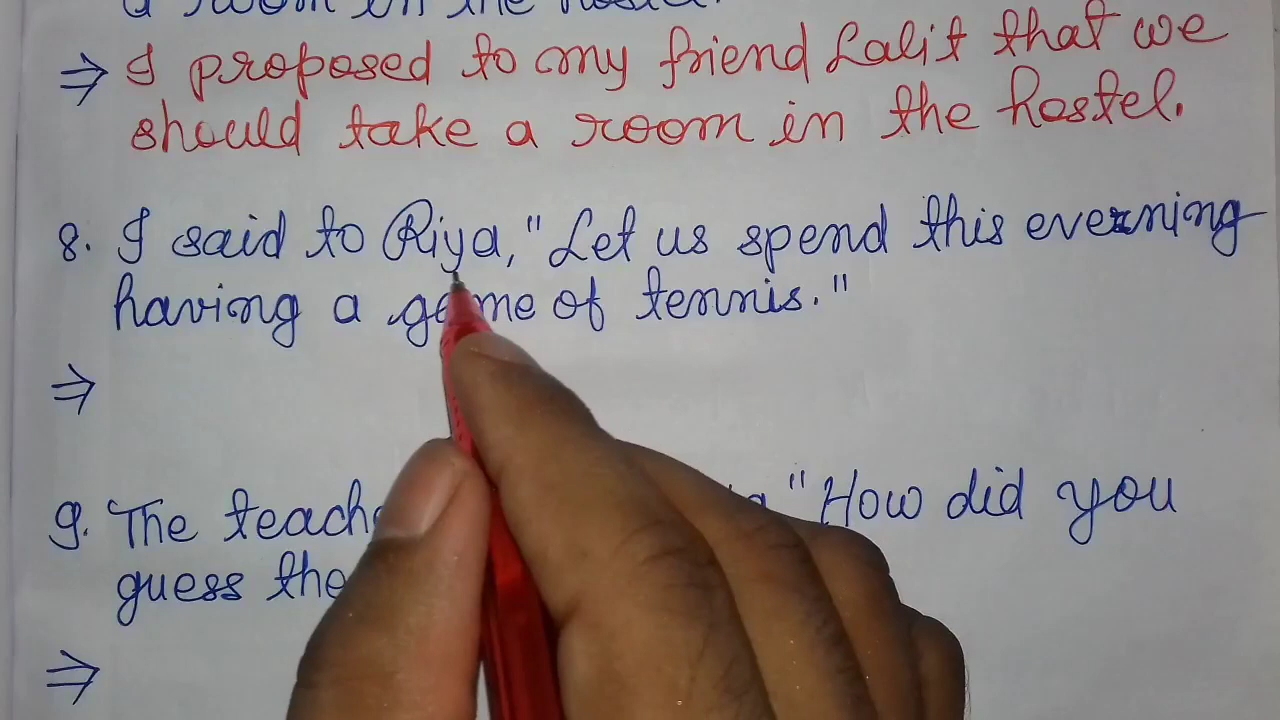 ⇒ I proposed to my friend Lalit that we
should take a room in the hostel.
8. I said to Riya, "Let us spend this evening
having a game of tennis."
⇒
9. The "How did you
guess the
⇒